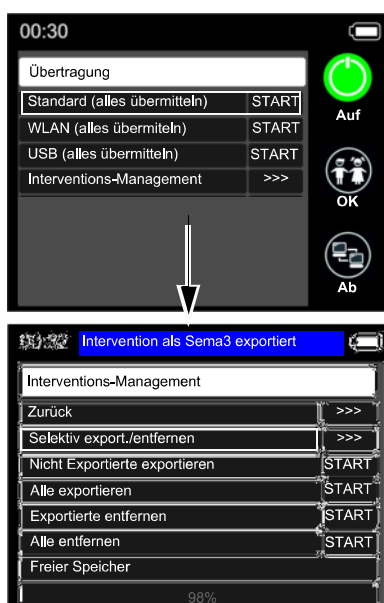 00:30
Übertragung
Standard (alles übermitteln) START
Auf
WLAN (alles übermiteln) START
USB (alles übermitteln) START
Interventions-Management >>>
OK
Ab
Intervention als Sema3 exportiert
Interventions-Management
Zurück >>>
Selektiv export./entfernen >>>
Nicht Exportierte exportieren START
Alle exportieren START
Exportierte entfernen START
Alle entfernen START
Freier Speicher
98%